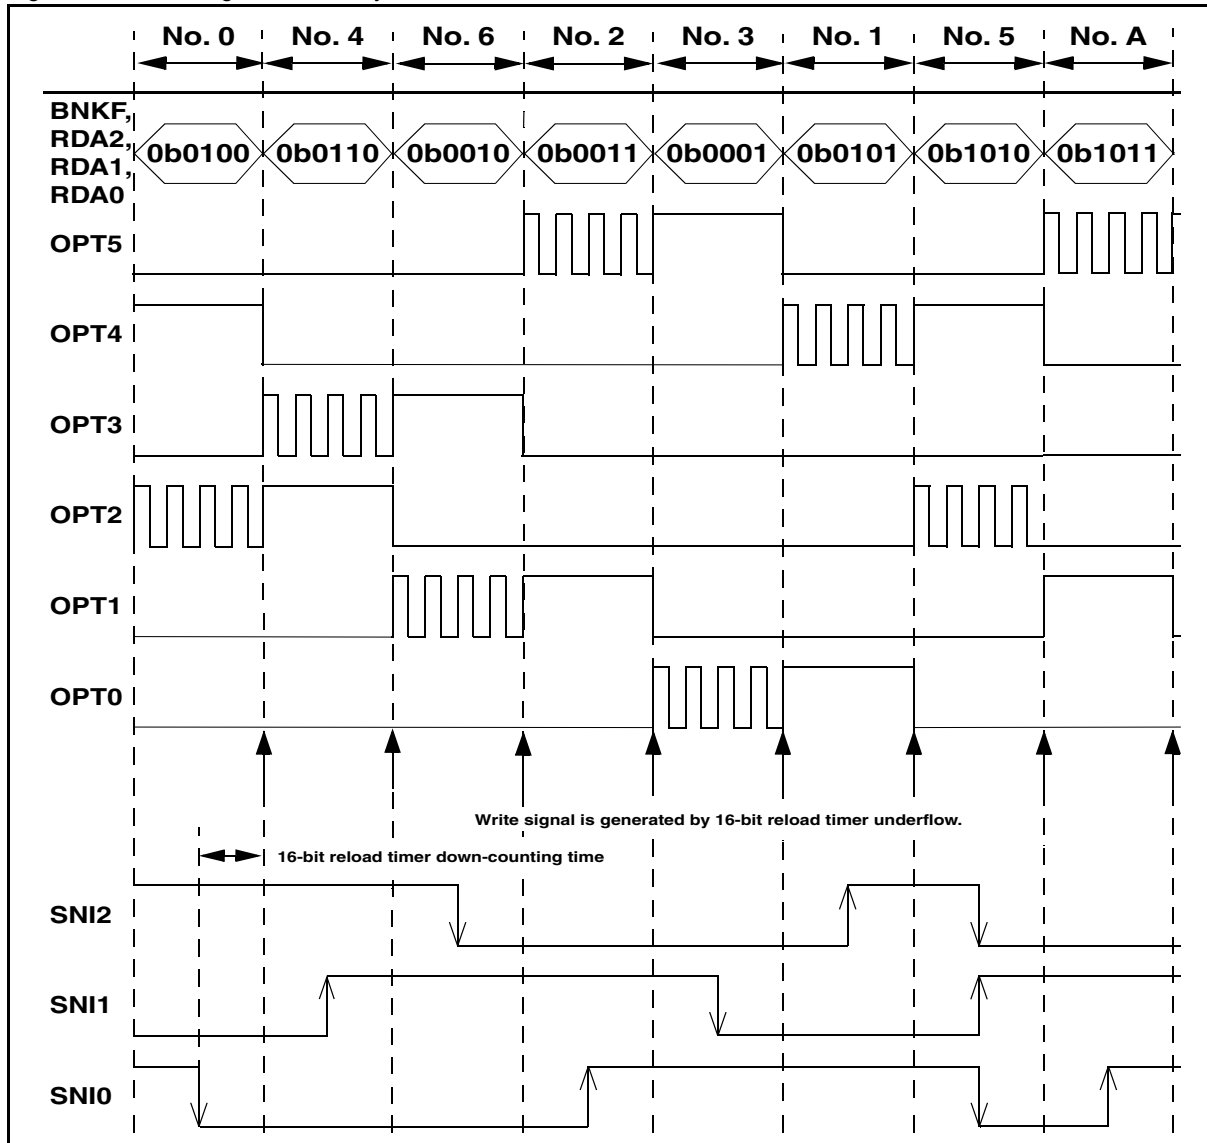 No. 0 No. 4 No. 6 No. 2 No. 3 No. 1 No. 5 No. A
BNKF,
RDA2,
RDA1,
RDA0
0b0100 0b0110 0b0010 0b0011 0b0001 0b0101 0b1010 0b1011
OPT5
OPT4
OPT3
OPT2
OPT1
OPT0
Write signal is generated by 16-bit reload timer underflow.
16-bit reload timer down-counting time
SNI2
SNI1
SNI0